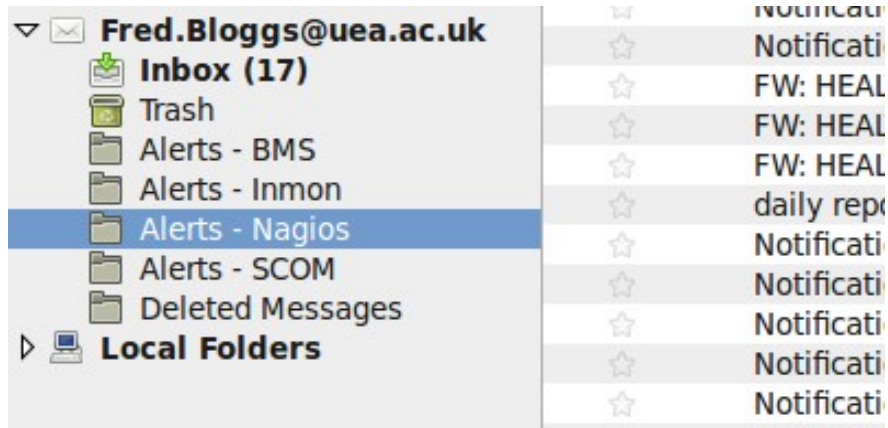 Fred.Bloggs@uea.ac.uk
Inbox (17)
Trash
Alerts - BMS
Alerts - Inmon
Alerts - Nagios
Alerts - SCOM
Deleted Messages
Local Folders
Notificati
Notificati
FW: HEAL
FW: HEAL
FW: HEAL
daily repo
Notificati
Notificati
Notificati
Notificati
Notificati